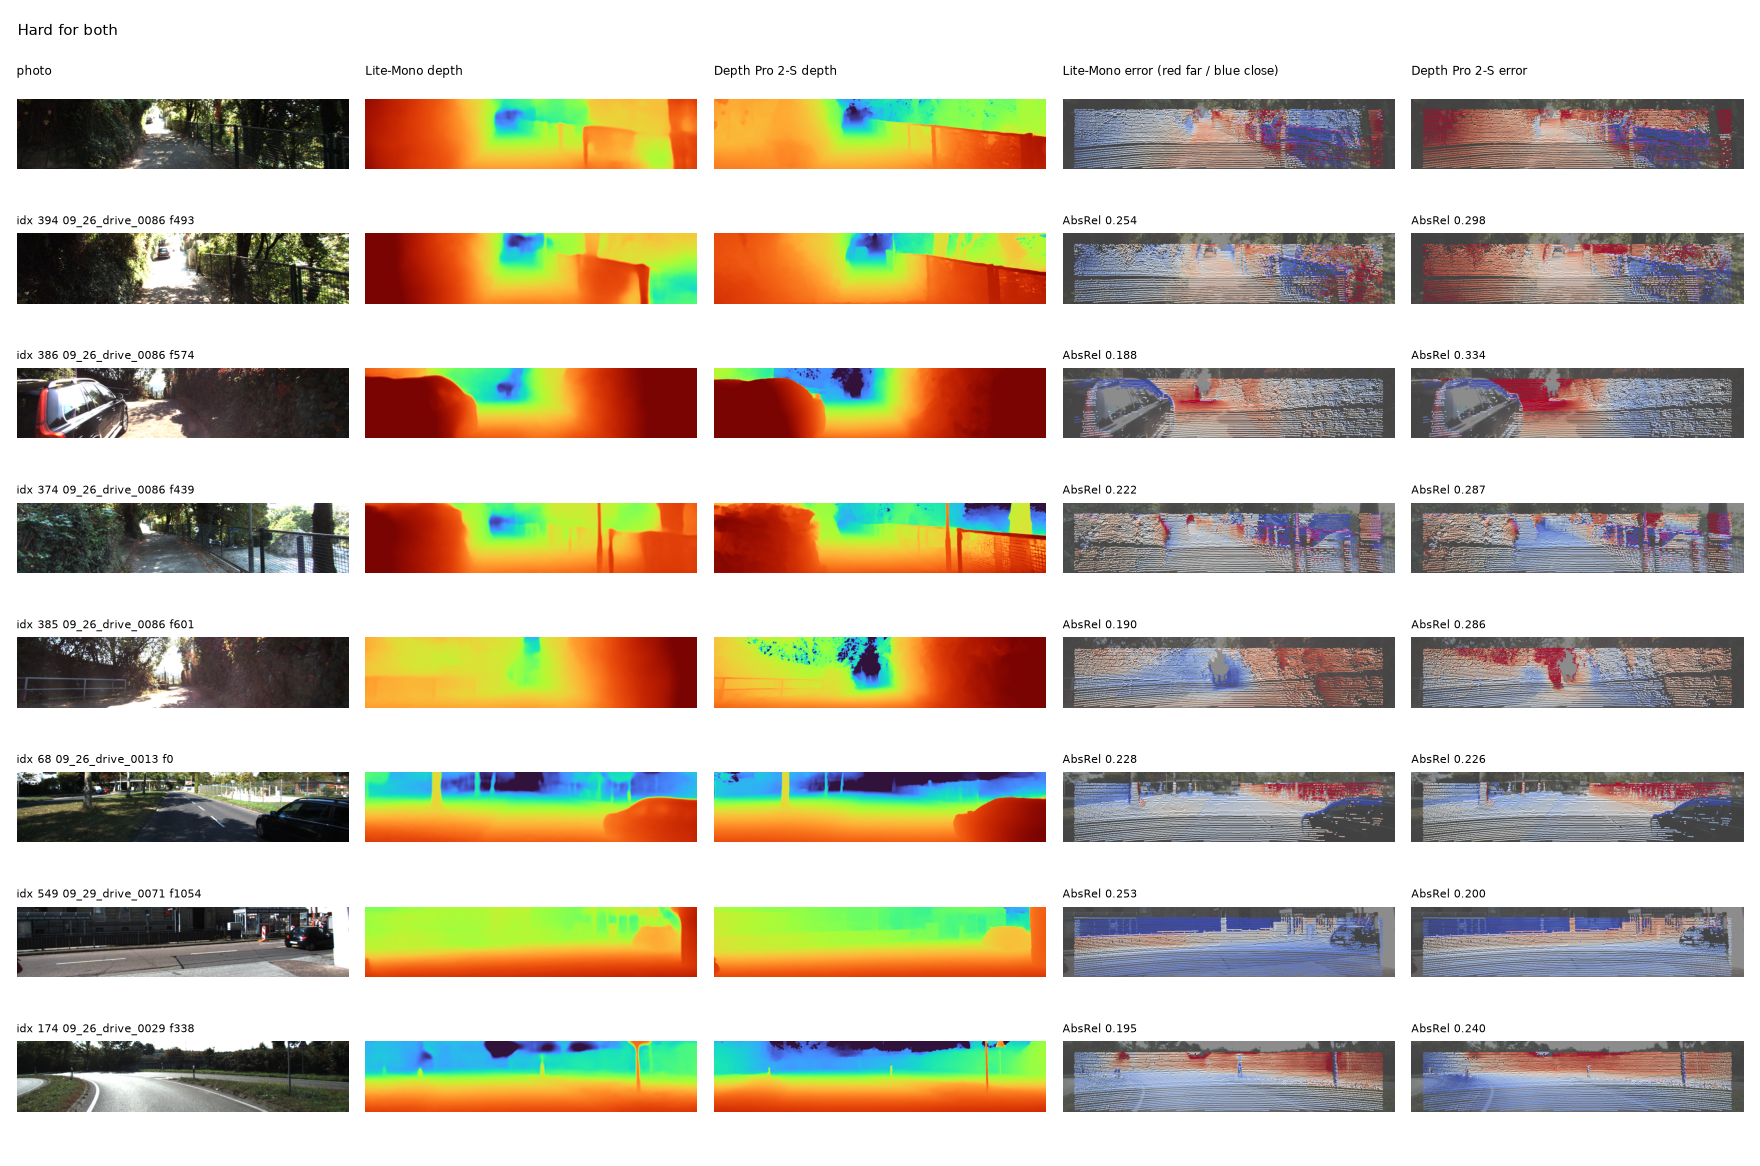 Hard for both
photo
Lite-Mono depth
Depth Pro 2-S depth
Lite-Mono error (red far / blue close)
Depth Pro 2-S error
idx 394 09_26_drive_0086 f493
AbsRel 0.254
AbsRel 0.298
idx 386 09_26_drive_0086 f574
AbsRel 0.188
AbsRel 0.334
idx 374 09_26_drive_0086 f439
AbsRel 0.222
AbsRel 0.287
idx 385 09_26_drive_0086 f601
AbsRel 0.190
AbsRel 0.286
idx 68 09_26_drive_0013 f0
AbsRel 0.228
AbsRel 0.226
idx 549 09_29_drive_0071 f1054
AbsRel 0.253
AbsRel 0.200
idx 174 09_26_drive_0029 f338
AbsRel 0.195
AbsRel 0.240